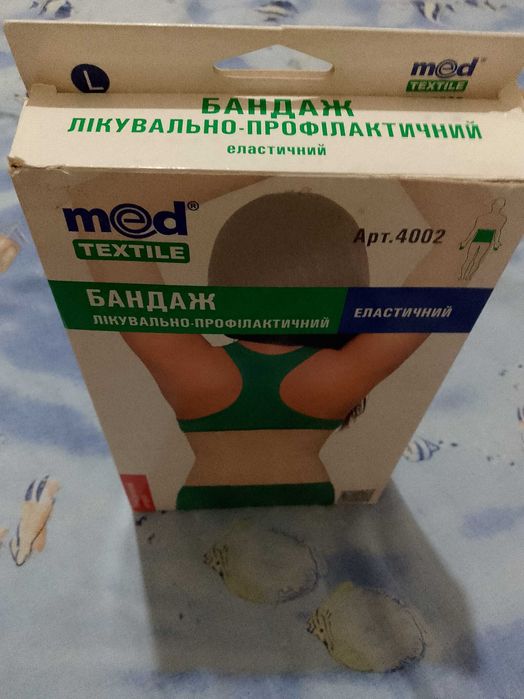 L
med
TEXTILE
БАНДАЖ
ЛІКУВАЛЬНО-ПРОФІЛАКТИЧНИЙ
еластичний
med®
TEXTILE
Арт.4002
БАНДАЖ
ЛІКУВАЛЬНО-ПРОФІЛАКТИЧНИЙ
ЕЛАСТИЧНИЙ